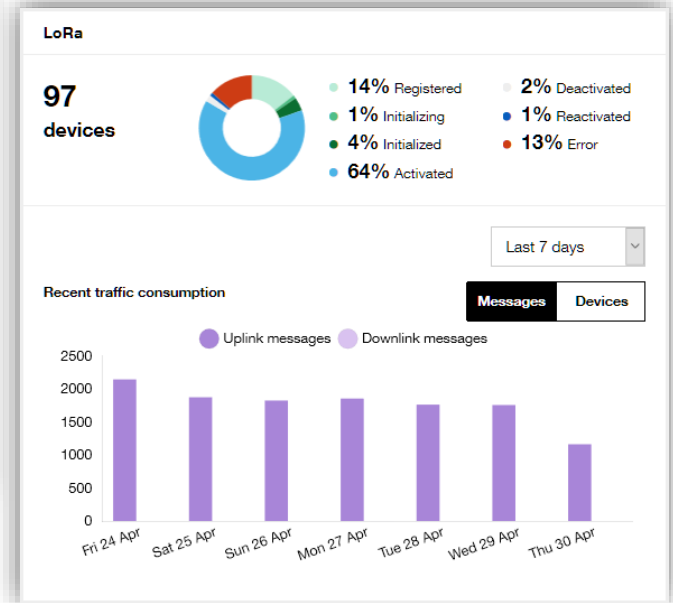 LoRa
97
devices
14% Registered
1% Initializing
4% Initialized
64% Activated
2% Deactivated
1% Reactivated
13% Error
Last 7 days
Recent traffic consumption
Messages
Devices
Uplink messages
Downlink messages
2500
2000
1500
1000
500
0
Fri 24 Apr
Sat 25 Apr
Sun 26 Apr
Mon 27 Apr
Tue 28 Apr
Wed 29 Apr
Thu 30 Apr